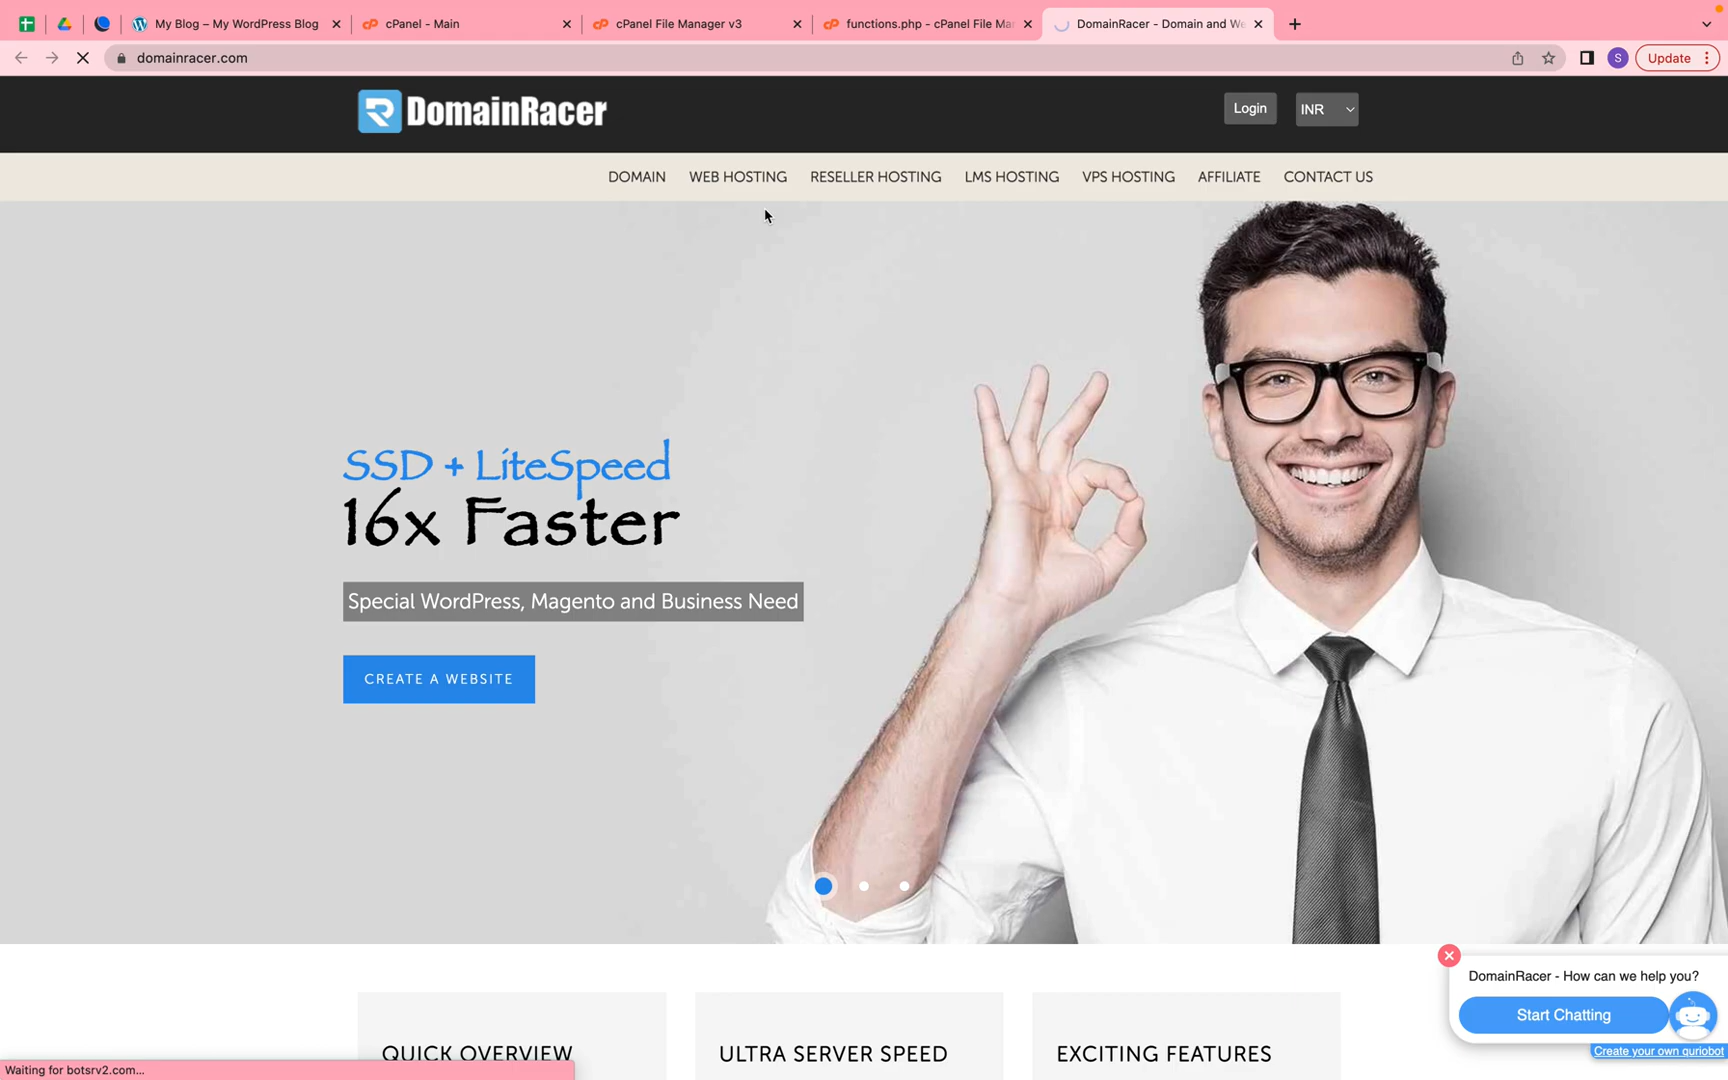 My Blog – My WordPress Blog
cPanel - Main
cPanel File Manager v3
functions.php - cPanel File Ma
DomainRacer - Domain and We
domainracer.com
S
Update
DomainRacer
Login
INR
DOMAIN
WEB HOSTING
RESELLER HOSTING
LMS HOSTING
VPS HOSTING
AFFILIATE
CONTACT US
SSD + LiteSpeed
16x Faster
Special WordPress, Magento and Business Need
CREATE A WEBSITE
DomainRacer - How can we help you?
Start Chatting
Create your own quriobot
QUICK OVERVIEW
ULTRA SERVER SPEED
EXCITING FEATURES
Waiting for botsrv2.com...